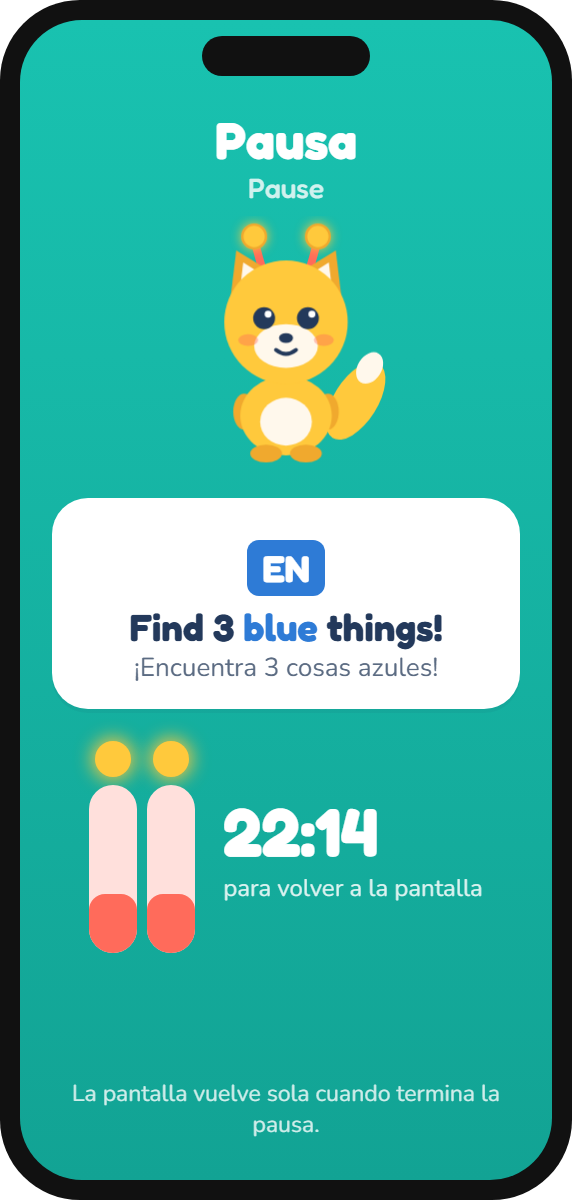 Pausa
Pause
EN
Find 3 blue things!
¡Encuentra 3 cosas azules!
22:14
para volver a la pantalla
La pantalla vuelve sola cuando termina la
pausa.